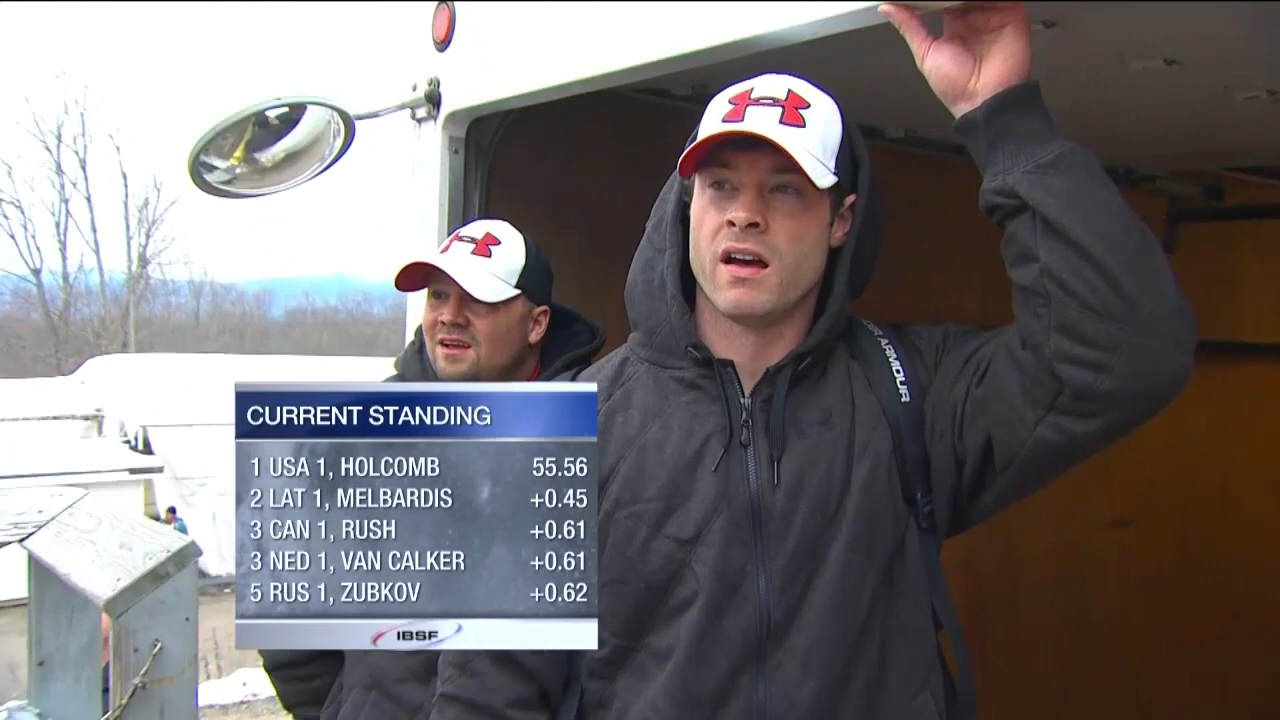 CURRENT STANDING
1 USA 1, HOLCOMB 55.56
2 LAT 1, MELBARDIS +0.45
3 CAN 1, RUSH +0.61
3 NED 1, VAN CALKER +0.61
5 RUS 1, ZUBKOV +0.62
IBSF
ARMOUR